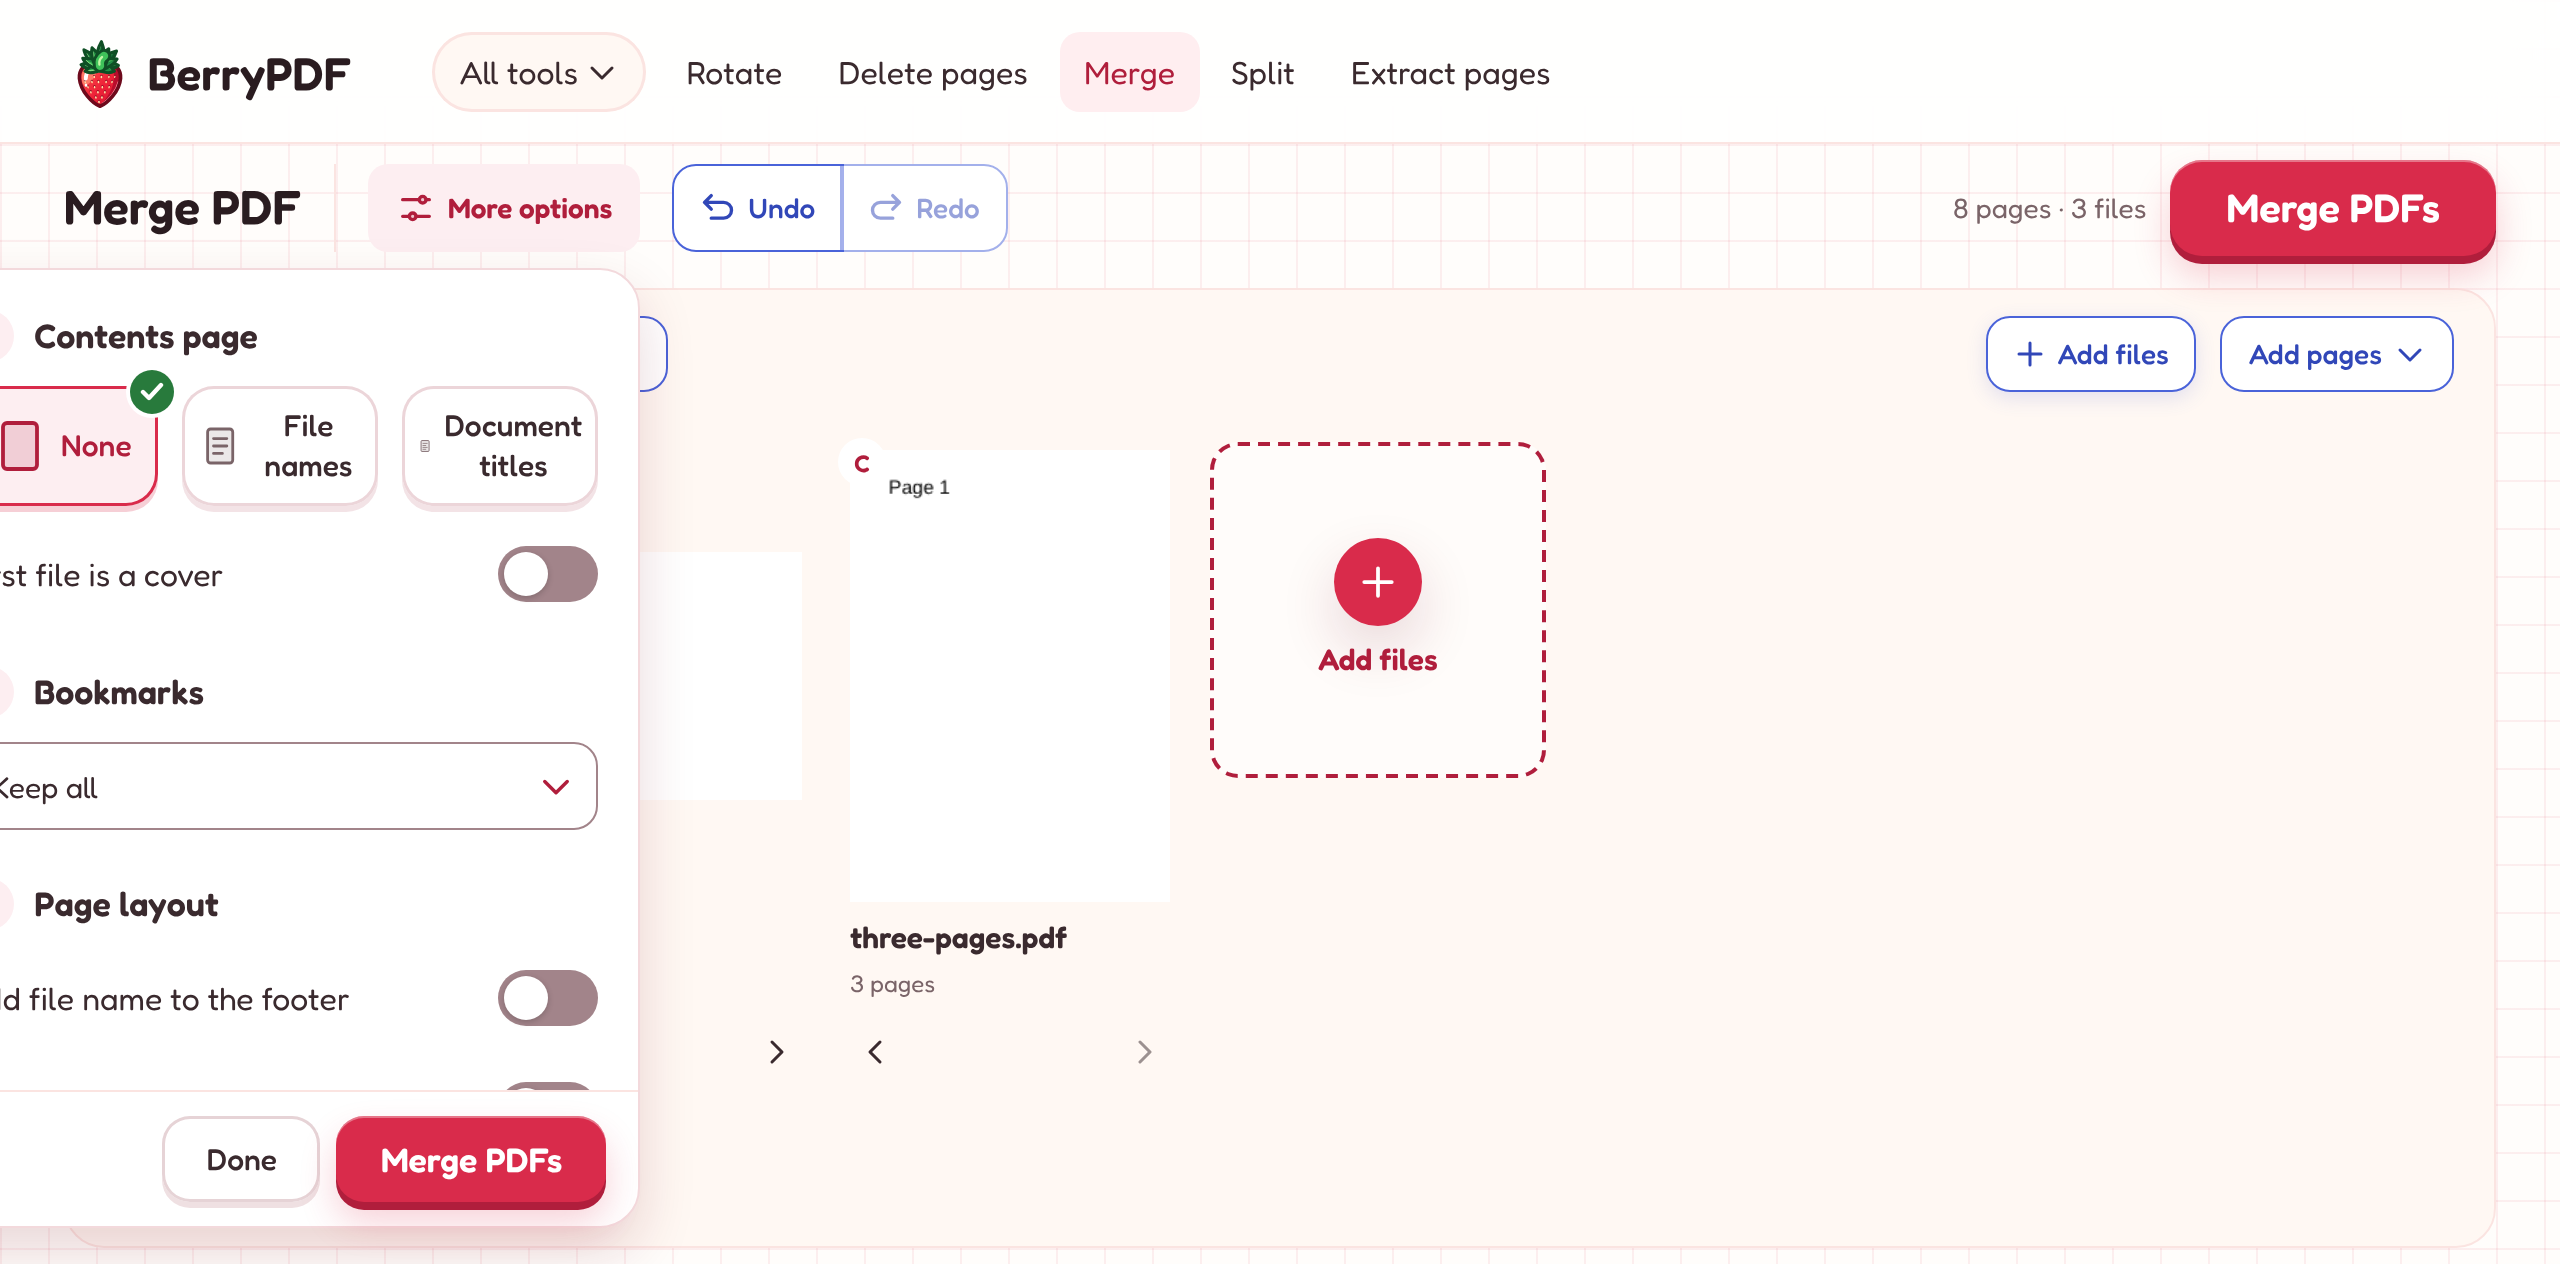 BerryPDF
All tools
Rotate
Delete pages
Merge
Split
Extract pages
Merge PDF
More options
Undo
Redo
8 pages · 3 files
Merge PDFs
Contents page
None
File
names
Document
titles
st file is a cover
Bookmarks
Keep all
Page layout
d file name to the footer
Done
Merge PDFs
Add files
Add pages
C
Page 1
three-pages.pdf
3 pages
Add files